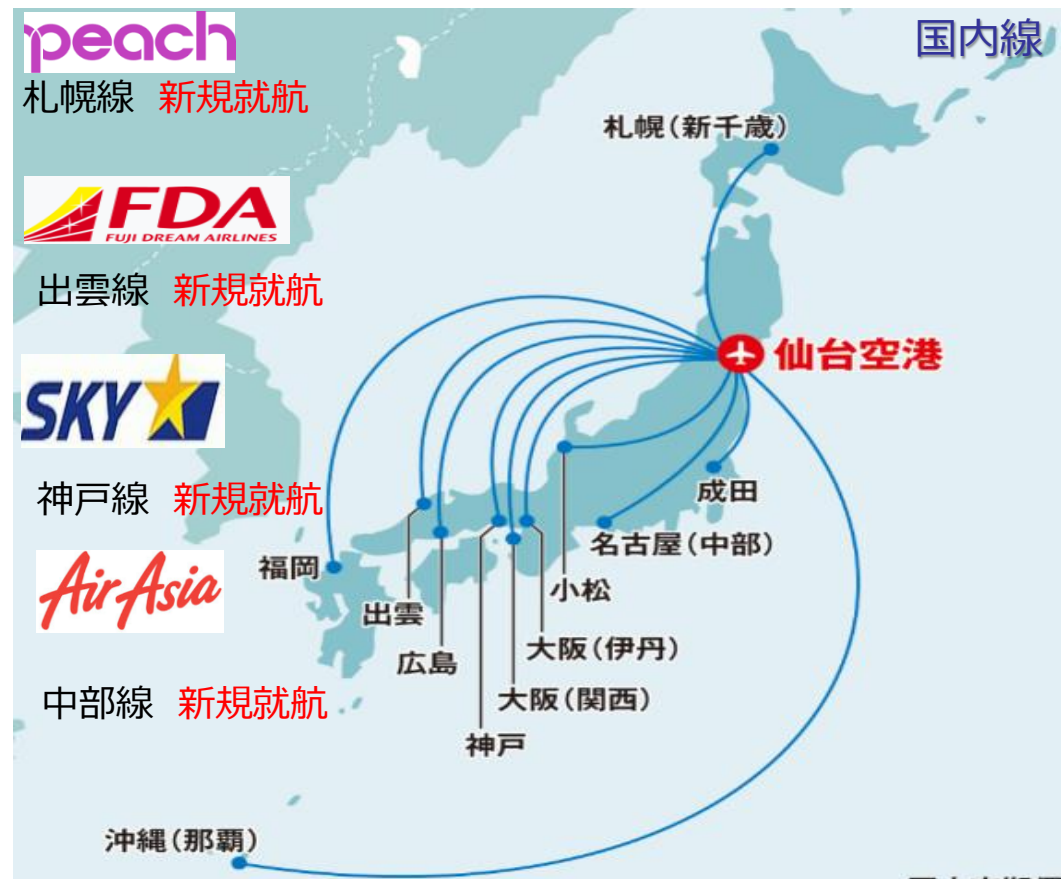 peach
国内線
札幌線 新規就航
札幌(新千歳)
FDA
FUJI DREAM AIRLINES
出雲線 新規就航
仙台空港
SKY
神戸線 新規就航
成田
名古屋(中部)
AirAsia
福岡
小松
出雲
広島
大阪(伊丹)
中部線 新規就航
大阪(関西)
神戸
沖縄(那覇)